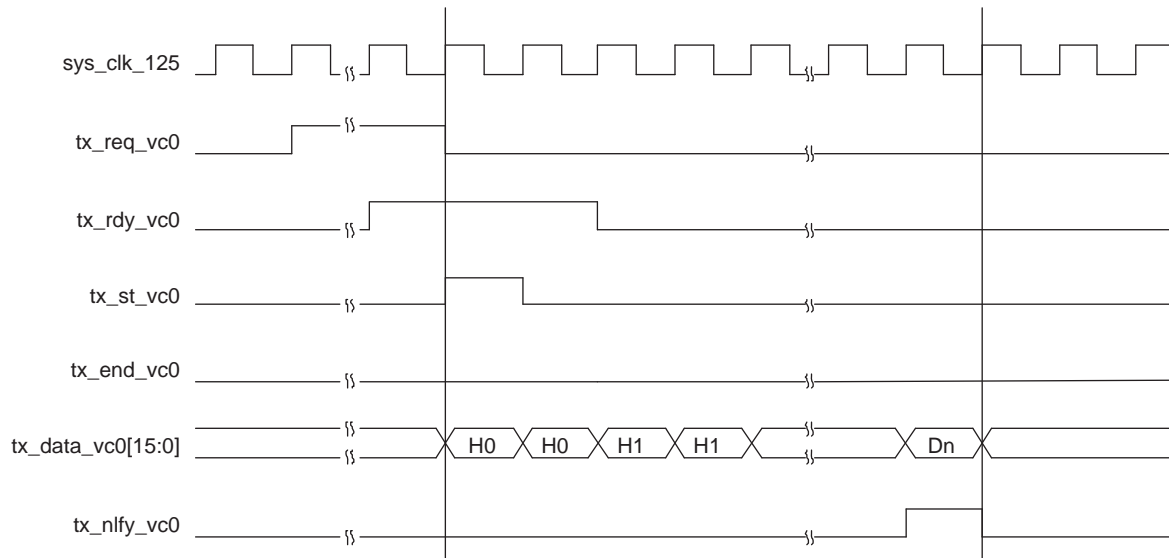 sys_clk_125
tx_req_vc0
tx_rdy_vc0
tx_st_vc0
tx_end_vc0
tx_data_vc0[15:0] H0 H0 H1 H1 Dn
tx_nlfy_vc0